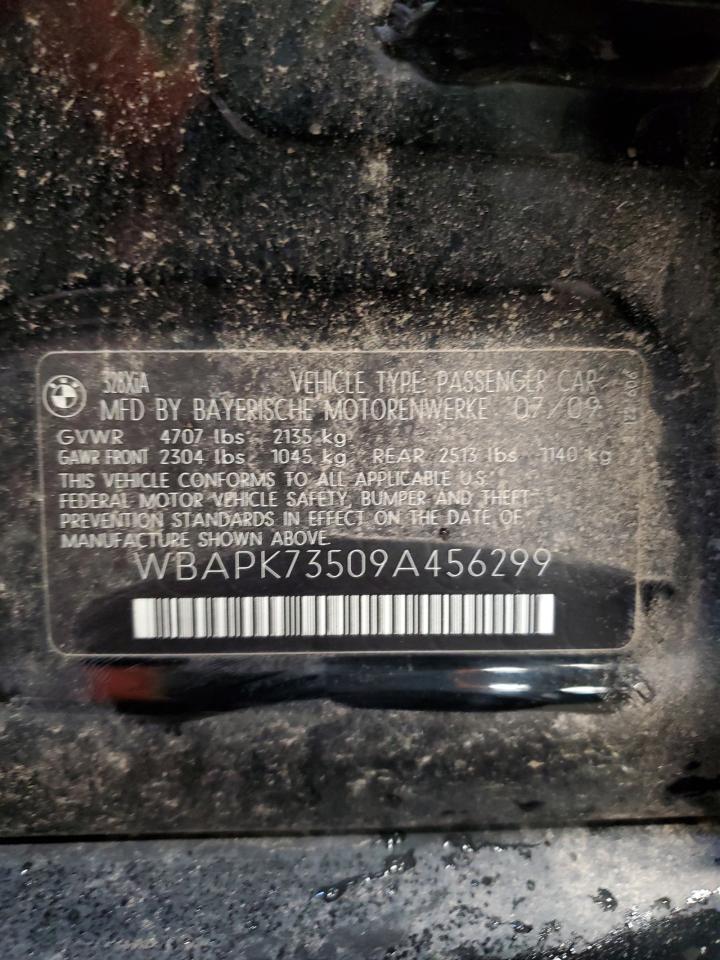 328XiA VEHICLE TYPE: PASSENGER CAR
MFD BY BAYERISCHE MOTORENWERKE 07/09
GVWR 4707 lbs 2135 kg
GAWR FRONT 2304 lbs 1045 kg, REAR 2513 lbs 1140 kg
THIS VEHICLE CONFORMS TO ALL APPLICABLE U.S.
FEDERAL MOTOR VEHICLE SAFETY, BUMPER AND THEFT
PREVENTION STANDARDS IN EFFECT ON THE DATE OF
MANUFACTURE SHOWN ABOVE.
WBAPK73509A456299
BMW